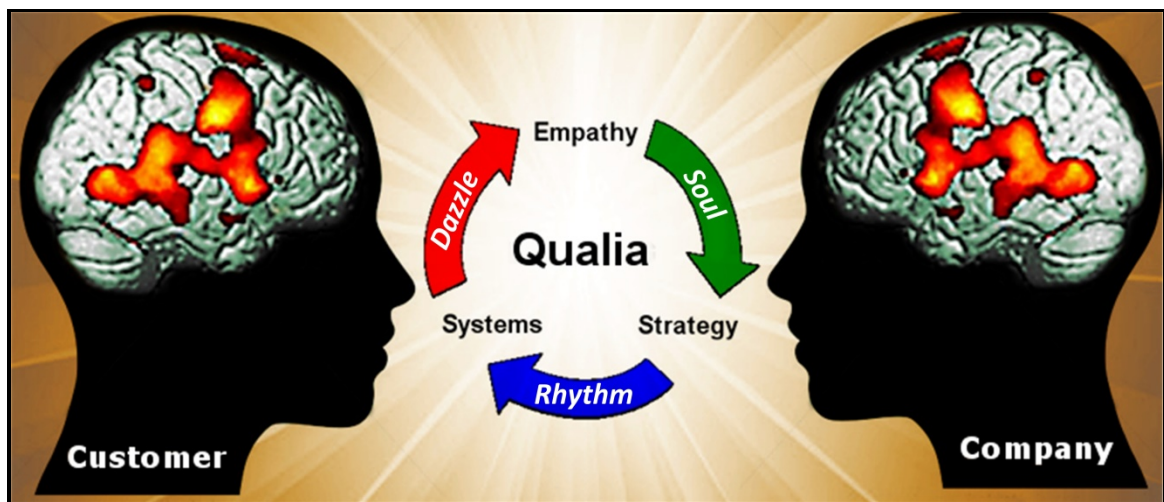 Empathy
Dazzle
Soul
Qualia
Systems
Strategy
Rhythm
Customer
Company